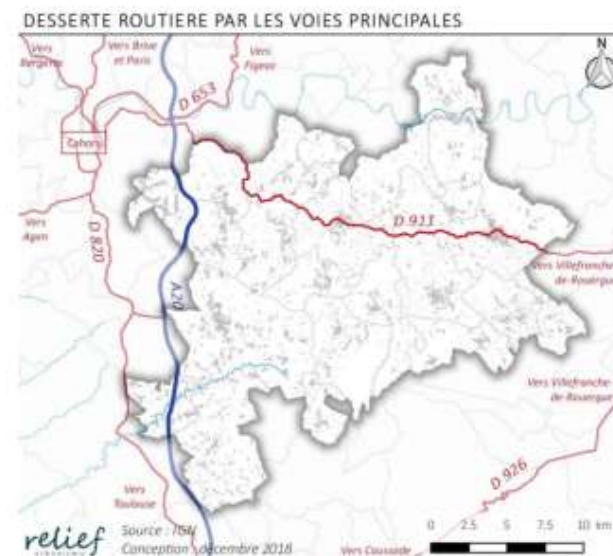 DESSERTE ROUTIERE PAR LES VOIES PRINCIPALES
Vers
Bergerac
Vers Brive
et Paris
Vers
Figeac
N
D 653
Cahors
D 911
Vers
Agen
D 820
A20
Vers Villefranche-
de-Rouergue
Vers Villefranche-
de-Rouergue
D 926
Vers
Toulouse
Vers Caussade
relief
Source : IGN
Conception : décembre 2018
0 2.5 5 7.5 10 km